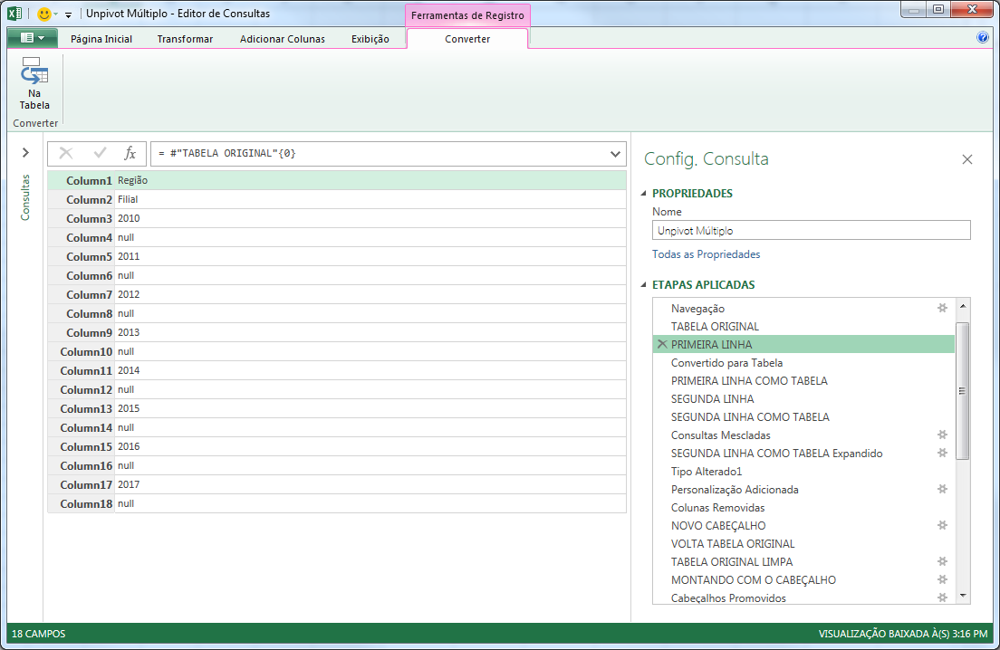 Unpivot Múltiplo - Editor de Consultas
Ferramentas de Registro
Página Inicial
Transformar
Adicionar Colunas
Exibição
Converter
Na
Tabela
Converter
Consultas
fx
= #"TABELA ORIGINAL"{0}
Column1 Região
Column2 Filial
Column3 2010
Column4 null
Column5 2011
Column6 null
Column7 2012
Column8 null
Column9 2013
Column10 null
Column11 2014
Column12 null
Column13 2015
Column14 null
Column15 2016
Column16 null
Column17 2017
Column18 null
Config. Consulta
PROPRIEDADES
Nome
Unpivot Múltiplo
Todas as Propriedades
ETAPAS APLICADAS
Navegação
TABELA ORIGINAL
PRIMEIRA LINHA
Convertido para Tabela
PRIMEIRA LINHA COMO TABELA
SEGUNDA LINHA
SEGUNDA LINHA COMO TABELA
Consultas Mescladas
SEGUNDA LINHA COMO TABELA Expandido
Tipo Alterado1
Personalização Adicionada
Colunas Removidas
NOVO CABEÇALHO
VOLTA TABELA ORIGINAL
TABELA ORIGINAL LIMPA
MONTANDO COM O CABEÇALHO
Cabeçalhos Promovidos
18 CAMPOS
VISUALIZAÇÃO BAIXADA À(S) 3:16 PM